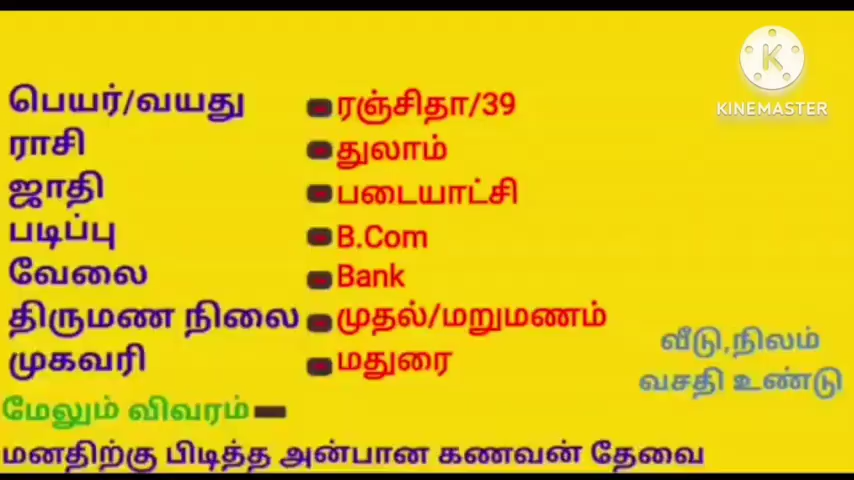 KINEMASTER
பெயர்/வயது - ரஞ்சிதா/39
ராசி - துலாம்
ஜாதி - படையாட்சி
படிப்பு - B.Com
வேலை - Bank
திருமண நிலை - முதல்/மறுமணம்
முகவரி - மதுரை
வீடு,நிலம்
வசதி உண்டு
மேலும் விவரம் -
மனதிற்கு பிடித்த அன்பான கணவன் தேவை